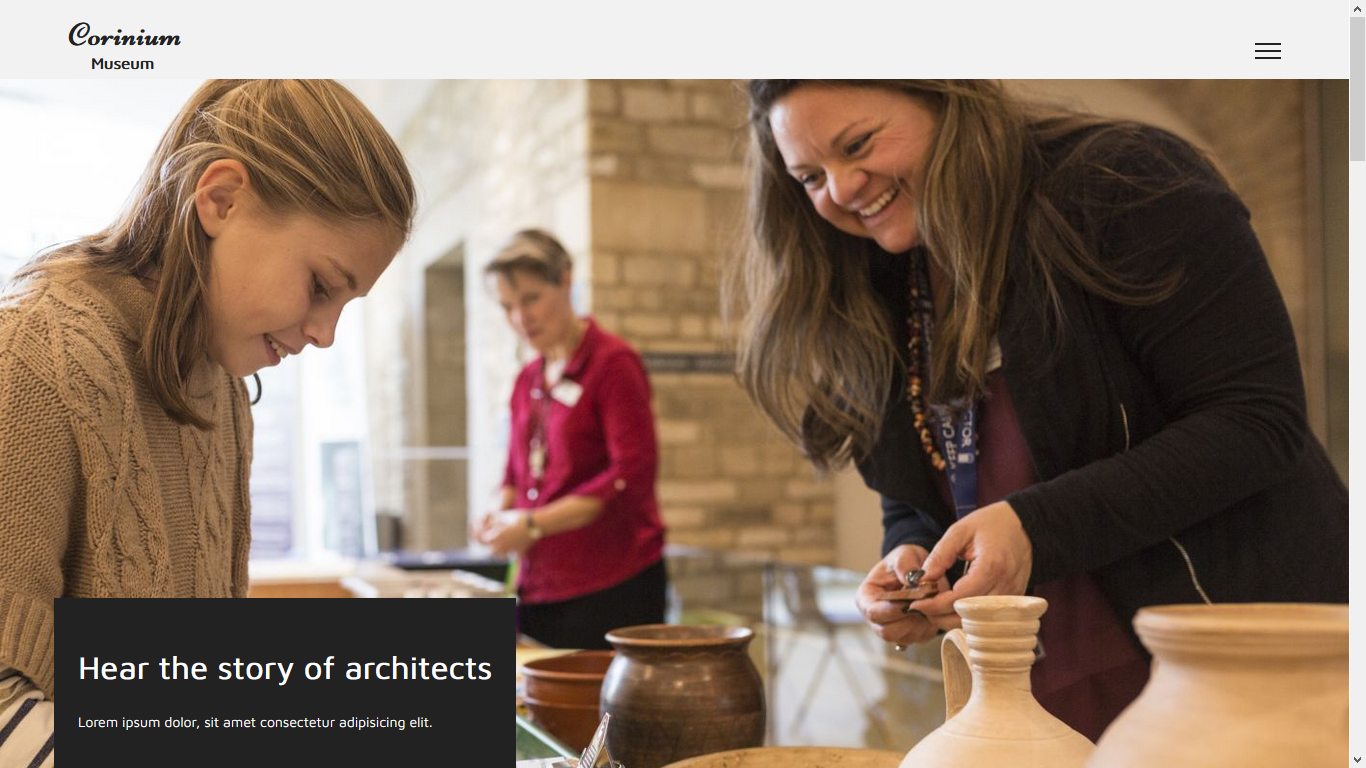 Corinium
Museum
Hear the story of architects
Lorem ipsum dolor, sit amet consectetur adipisicing elit.